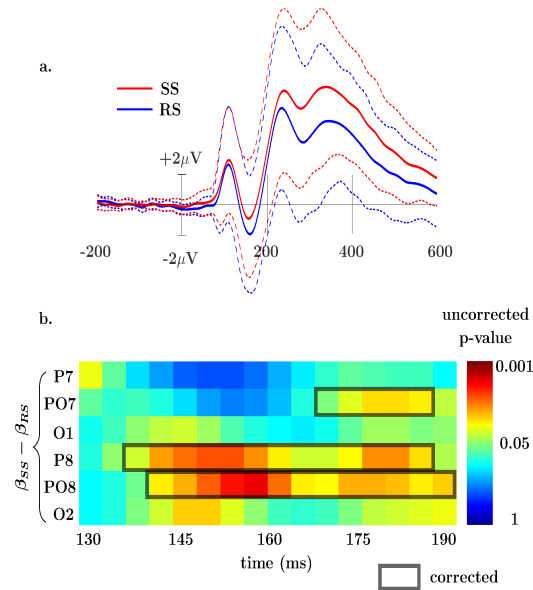 a.
SS
RS
+2μV
-2μV
-200 200 400 600
b.
uncorrected
p-value
P7
PO7
O1
P8
PO8
O2
β_SS − β_RS
0.001
0.05
1
130 145 160 175 190
time (ms)
corrected